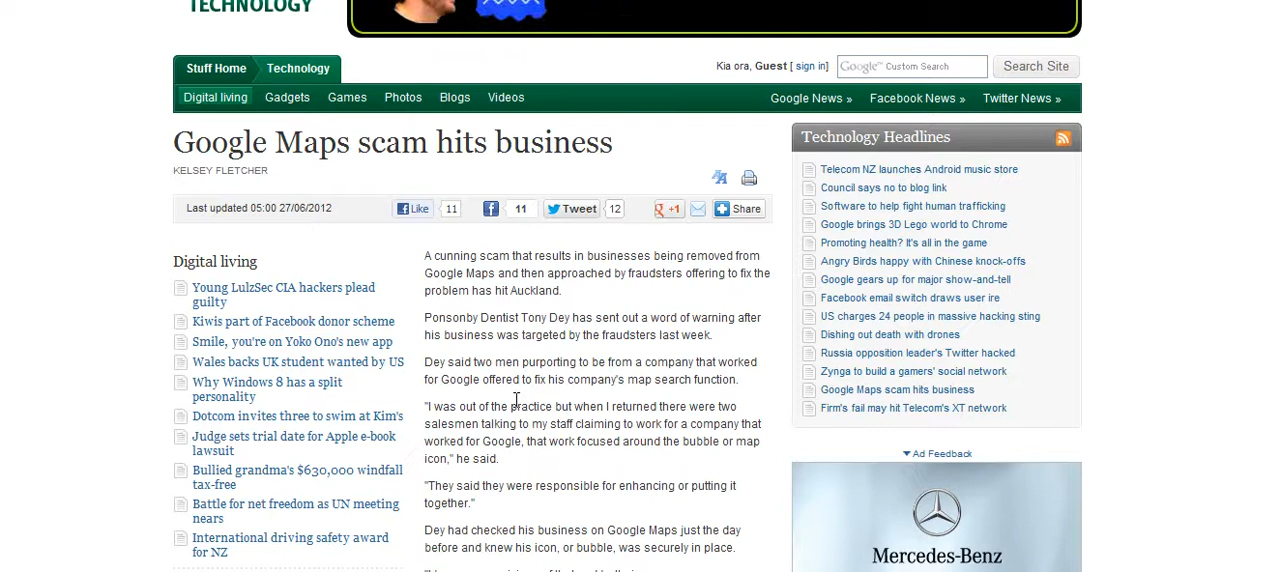 TECHNOLOGY
Stuff Home
Technology
Kia ora, Guest [ sign in]
Google™ Custom Search
Search Site
Digital living
Gadgets
Games
Photos
Blogs
Videos
Google News »
Facebook News »
Twitter News »
Google Maps scam hits business
KELSEY FLETCHER
Last updated 05:00 27/06/2012
Like 11
11
Tweet 12
+1
Share
Digital living
Young LulzSec CIA hackers plead
guilty
Kiwis part of Facebook donor scheme
Smile, you're on Yoko Ono's new app
Wales backs UK student wanted by US
Why Windows 8 has a split
personality
Dotcom invites three to swim at Kim's
Judge sets trial date for Apple e-book
lawsuit
Bullied grandma's $630,000 windfall
tax-free
Battle for net freedom as UN meeting
nears
International driving safety award
for NZ
A cunning scam that results in businesses being removed from
Google Maps and then approached by fraudsters offering to fix the
problem has hit Auckland.
Ponsonby Dentist Tony Dey has sent out a word of warning after
his business was targeted by the fraudsters last week.
Dey said two men purporting to be from a company that worked
for Google offered to fix his company's map search function.
"I was out of the practice but when I returned there were two
salesmen talking to my staff claiming to work for a company that
worked for Google, that work focused around the bubble or map
icon," he said.
"They said they were responsible for enhancing or putting it
together."
Dey had checked his business on Google Maps just the day
before and knew his icon, or bubble, was securely in place.
Technology Headlines
Telecom NZ launches Android music store
Council says no to blog link
Software to help fight human trafficking
Google brings 3D Lego world to Chrome
Promoting health? It's all in the game
Angry Birds happy with Chinese knock-offs
Google gears up for major show-and-tell
Facebook email switch draws user ire
US charges 24 people in massive hacking sting
Dishing out death with drones
Russia opposition leader's Twitter hacked
Zynga to build a gamers' social network
Google Maps scam hits business
Firm's fail may hit Telecom's XT network
Ad Feedback
Mercedes-Benz